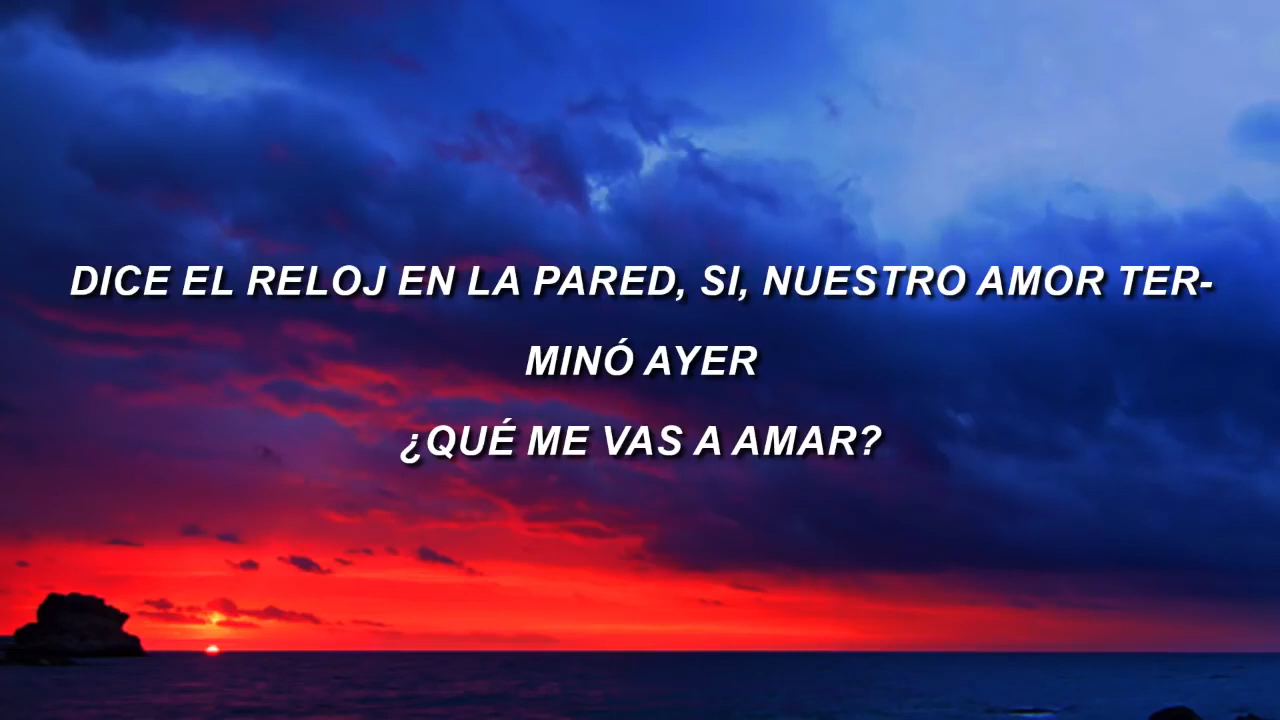 DICE EL RELOJ EN LA PARED, SI, NUESTRO AMOR TER-
MINÓ AYER
¿QUÉ ME VAS A AMAR?